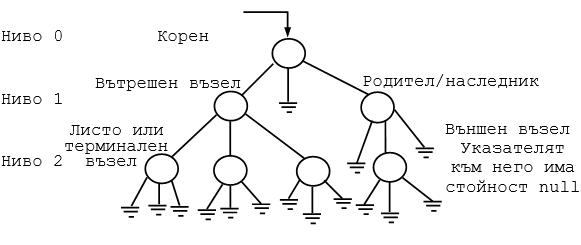 Ниво 0
Корен
Вътрешен възел
Родител/наследник
Ниво 1
Листо или
терминален
възел
Външен възел
Указателят
към него има
стойност null
Ниво 2